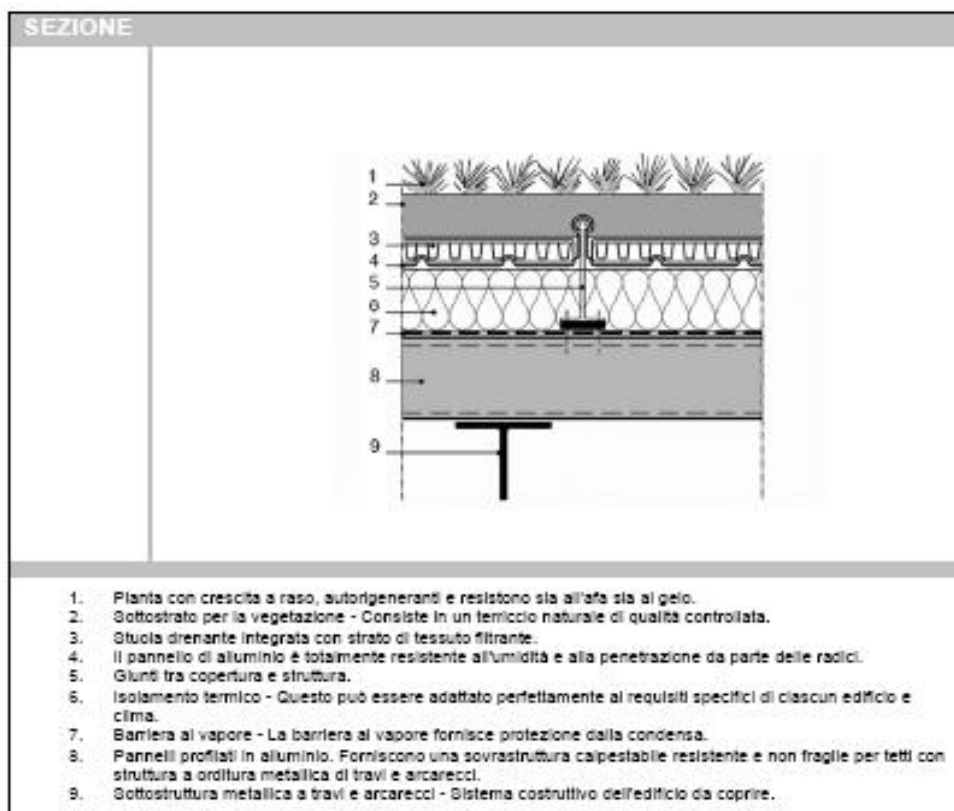 SEZIONE
1
2
3
4
5
6
7
8
9
1. Pianta con crescita a raso, autorigeneranti e resistono sia all'afa sia al gelo.
2. Sottostrato per la vegetazione - Consiste in un terriccio naturale di qualità controllata.
3. Stuoia drenante integrata con strato di tessuto filtrante.
4. Il pannello di alluminio è totalmente resistente all'umidità e alla penetrazione da parte delle radici.
5. Giunti tra copertura e struttura.
6. Isolamento termico - Questo può essere adattato perfettamente ai requisiti specifici di ciascun edificio e
clima.
7. Barriera al vapore - La barriera al vapore fornisce protezione dalla condensa.
8. Pannelli profilati in alluminio. Forniscono una sovrastruttura calpestabile resistente e non fragile per tetti con
struttura a orditura metallica di travi e arcarecci.
9. Sottostruttura metallica a travi e arcarecci - Sistema costruttivo dell'edificio da coprire.